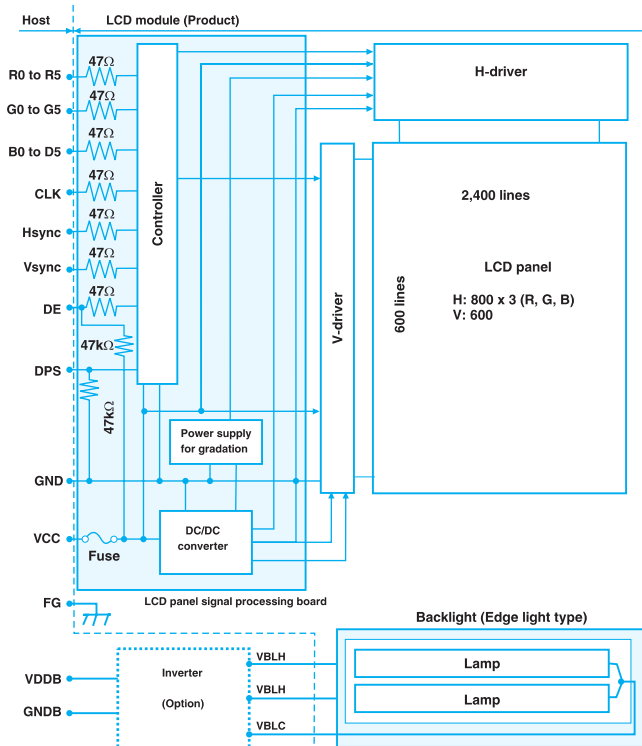 Host
LCD module (Product)
R0 to R5
G0 to G5
B0 to D5
CLK
Hsync
Vsync
DE
DPS
GND
VCC
FG
VDDB
GNDB
47Ω
47Ω
47Ω
47Ω
47Ω
47Ω
47Ω
47kΩ
47kΩ
Controller
H-driver
V-driver
2,400 lines
600 lines
LCD panel
H: 800 x 3 (R, G, B)
V: 600
Power supply
for gradation
DC/DC
converter
Fuse
LCD panel signal processing board
Backlight (Edge light type)
Inverter
(Option)
VBLH
VBLH
VBLC
Lamp
Lamp